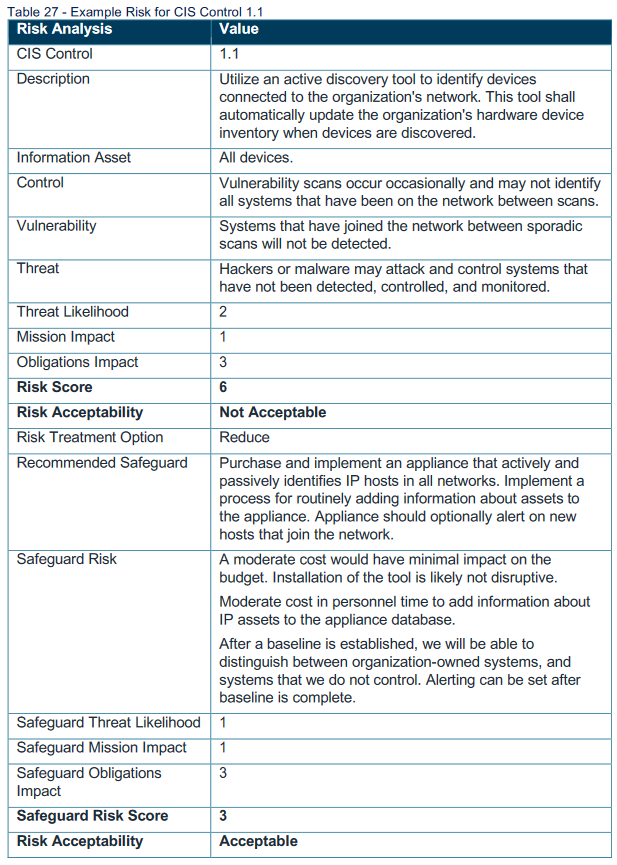 Table 27 - Example Risk for CIS Control 1.1
Risk Analysis Value
CIS Control 1.1
Description Utilize an active discovery tool to identify devices
connected to the organization's network. This tool shall
automatically update the organization's hardware device
inventory when devices are discovered.
Information Asset All devices.
Control Vulnerability scans occur occasionally and may not identify
all systems that have been on the network between scans.
Vulnerability Systems that have joined the network between sporadic
scans will not be detected.
Threat Hackers or malware may attack and control systems that
have not been detected, controlled, and monitored.
Threat Likelihood 2
Mission Impact 1
Obligations Impact 3
Risk Score 6
Risk Acceptability Not Acceptable
Risk Treatment Option Reduce
Recommended Safeguard Purchase and implement an appliance that actively and
passively identifies IP hosts in all networks. Implement a
process for routinely adding information about assets to
the appliance. Appliance should optionally alert on new
hosts that join the network.
Safeguard Risk A moderate cost would have minimal impact on the
budget. Installation of the tool is likely not disruptive.
Moderate cost in personnel time to add information about
IP assets to the appliance database.
After a baseline is established, we will be able to
distinguish between organization-owned systems, and
systems that we do not control. Alerting can be set after
baseline is complete.
Safeguard Threat Likelihood 1
Safeguard Mission Impact 1
Safeguard Obligations 3
Impact
Safeguard Risk Score 3
Risk Acceptability Acceptable